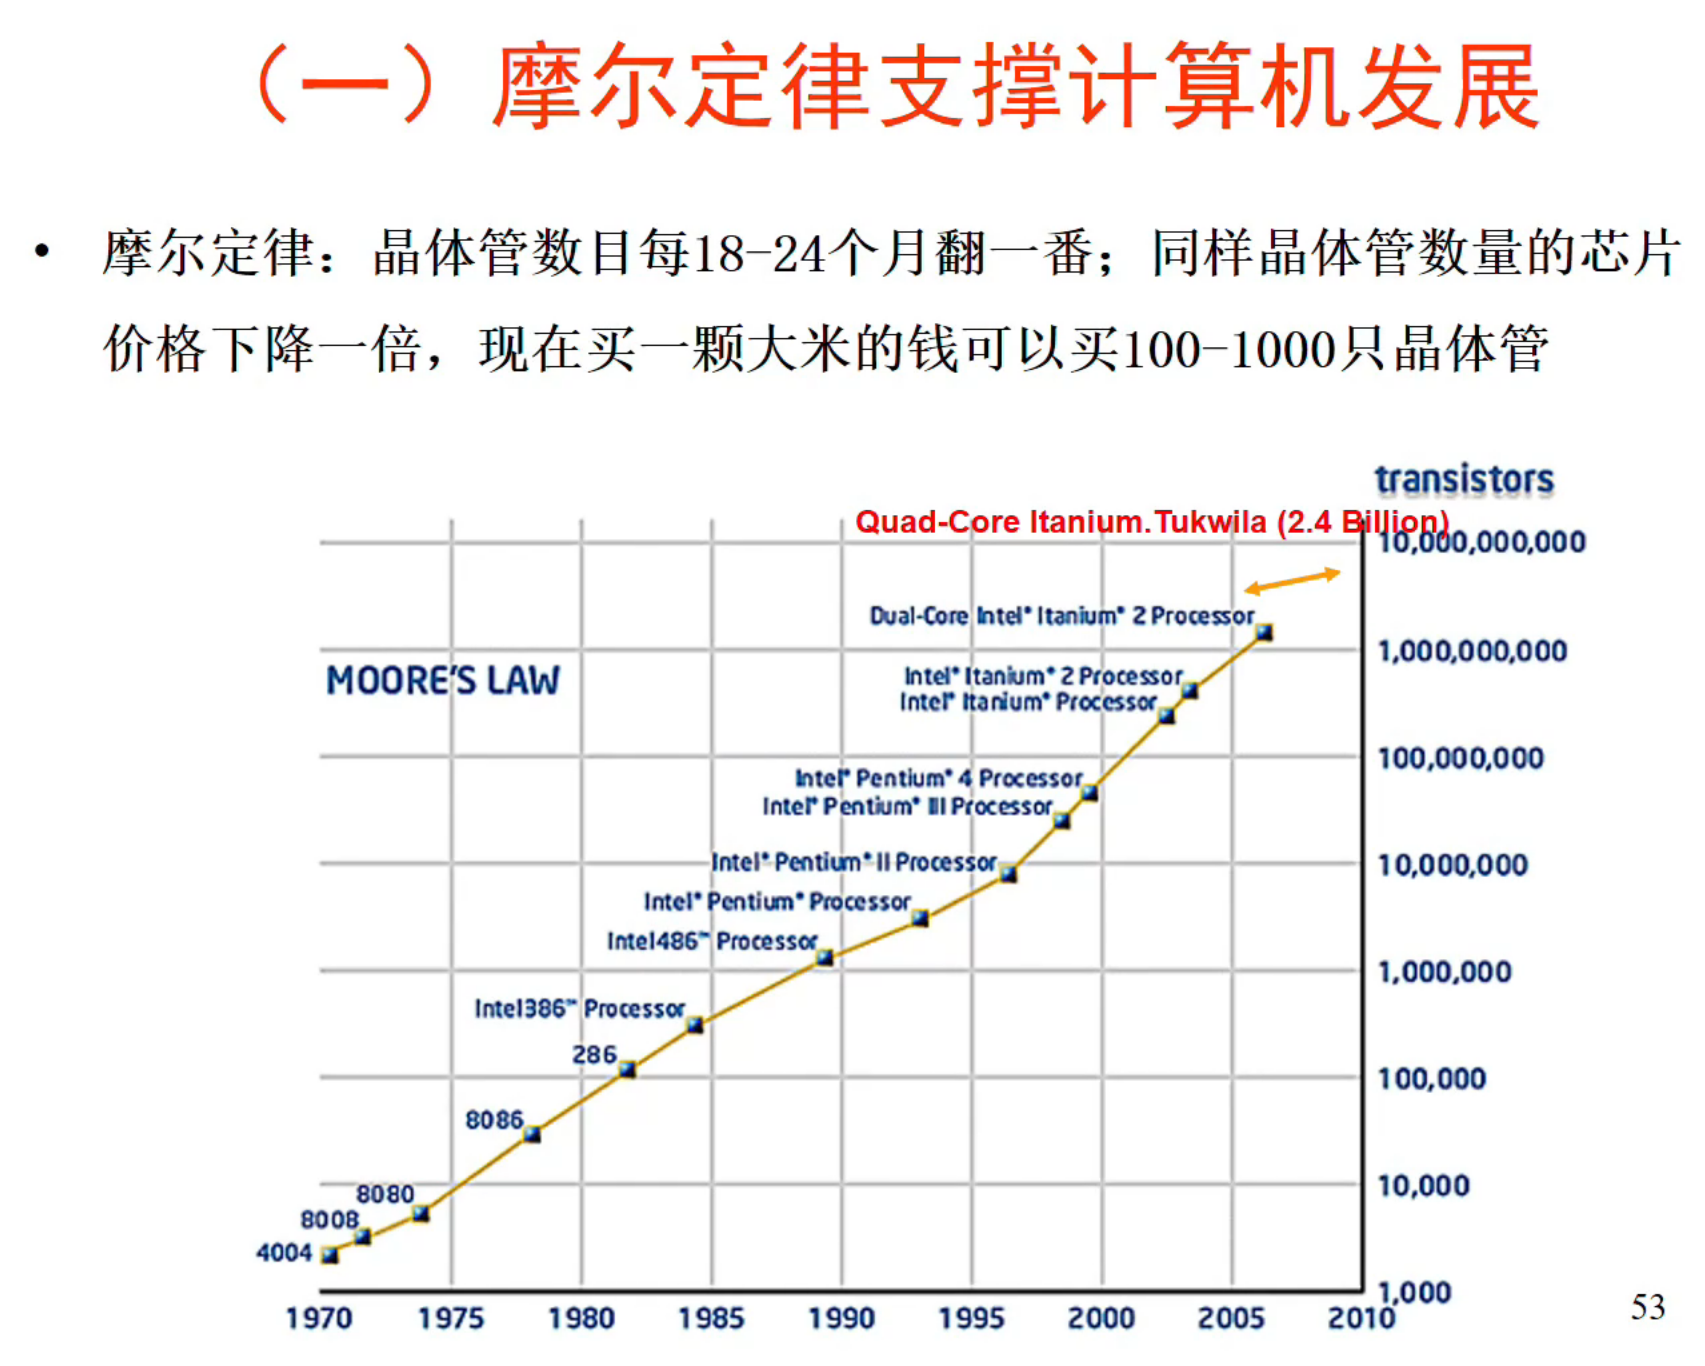 （一）摩尔定律支撑计算机发展
• 摩尔定律：晶体管数目每18-24个月翻一番；同样晶体管数量的芯片
价格下降一倍，现在买一颗大米的钱可以买100-1000只晶体管
transistors
Quad-Core Itanium.Tukwila (2.4 Billion)
10,000,000,000
Dual-Core Intel® Itanium® 2 Processor
1,000,000,000
MOORE'S LAW
Intel® Itanium® 2 Processor
Intel® Itanium® Processor
100,000,000
Intel® Pentium® 4 Processor
Intel® Pentium® III Processor
Intel® Pentium® II Processor
10,000,000
Intel® Pentium® Processor
Intel486™ Processor
1,000,000
Intel386™ Processor
286
100,000
8086
10,000
8080
8008
4004
1,000
1970 1975 1980 1985 1990 1995 2000 2005 2010
53